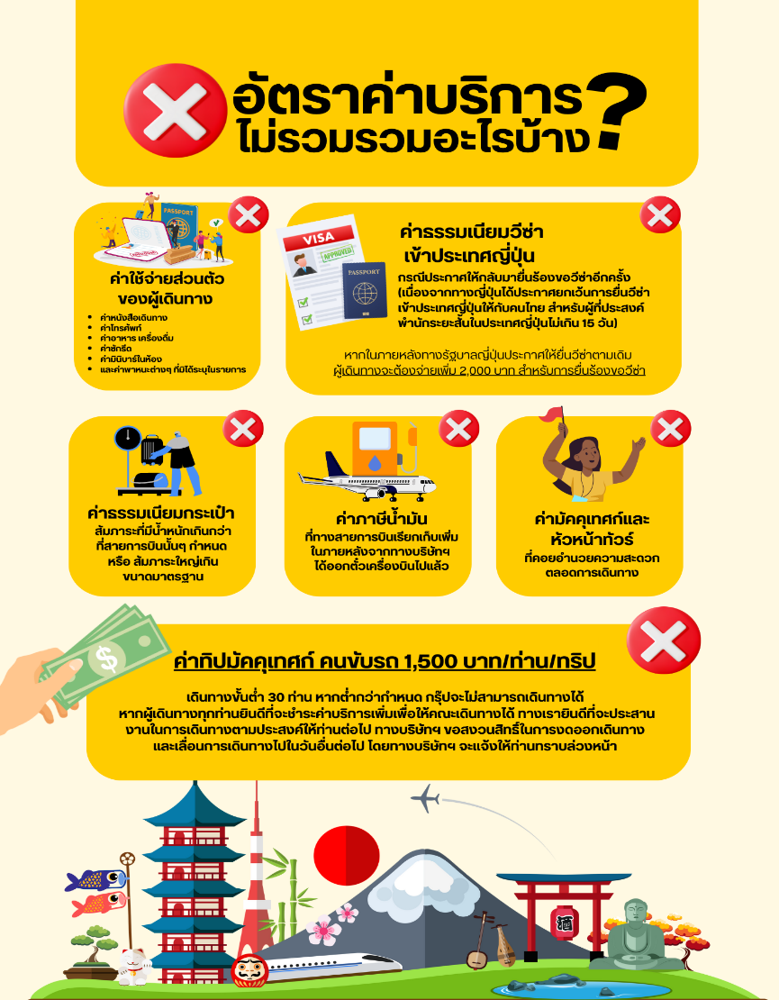 อัตราค่าบริการ
ไม่รวมรวมอะไรบ้าง?
PASSPORT
ค่าใช้จ่ายส่วนตัว
ของผู้เดินทาง
• ค่าหนังสือเดินทาง
• ค่าโทรศัพท์
• ค่าอาหาร เครื่องดื่ม
• ค่าซักรีด
• ค่ามินิบาร์ในห้อง
• และค่าพาหนะต่างๆ ที่มิได้ระบุในรายการ
VISA
APPROVED
PASSPORT
ค่าธรรมเนียมวีซ่า
เข้าประเทศญี่ปุ่น
กรณีประกาศให้กลับมายื่นร้องขอวีซ่าอีกครั้ง
(เนื่องจากทางญี่ปุ่นได้ประกาศยกเว้นการยื่นวีซ่า
เข้าประเทศญี่ปุ่นให้กับคนไทย สำหรับผู้ที่ประสงค์
พำนักระยะสั้นในประเทศญี่ปุ่นไม่เกิน 15 วัน)
หากในภายหลังทางรัฐบาลญี่ปุ่นประกาศให้ยื่นวีซ่าตามเดิม
ผู้เดินทางจะต้องจ่ายเพิ่ม 2,000 บาท สำหรับการยื่นร้องขอวีซ่า
ค่าธรรมเนียมกระเป๋า
สัมภาระที่มีน้ำหนักเกินกว่า
ที่สายการบินนั้นๆ กำหนด
หรือ สัมภาระใหญ่เกิน
ขนาดมาตรฐาน
ค่าภาษีน้ำมัน
ที่ทางสายการบินเรียกเก็บเพิ่ม
ในภายหลังจากทางบริษัทฯ
ได้ออกตั๋วเครื่องบินไปแล้ว
ค่ามัคคุเทศก์และ
หัวหน้าทัวร์
ที่คอยอำนวยความสะดวก
ตลอดการเดินทาง
$
ค่าทิปมัคคุเทศก์ คนขับรถ 1,500 บาท/ท่าน/ทริป
เดินทางขั้นต่ำ 30 ท่าน หากต่ำกว่ากำหนด กรุ๊ปจะไม่สามารถเดินทางได้
หากผู้เดินทางทุกท่านยินดีที่จะชำระค่าบริการเพิ่มเพื่อให้คณะเดินทางได้ ทางเรายินดีที่จะประสาน
งานในการเดินทางตามประสงค์ให้ท่านต่อไป ทางบริษัทฯ ขอสงวนสิทธิ์ในการงดออกเดินทาง
และเลื่อนการเดินทางไปในวันอื่นต่อไป โดยทางบริษัทฯ จะแจ้งให้ท่านทราบล่วงหน้า
酒